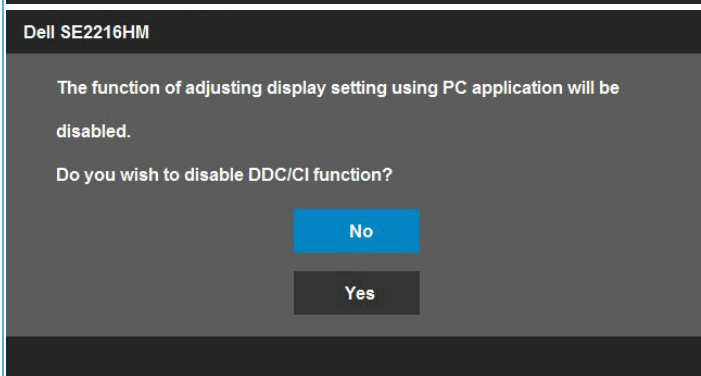 Dell SE2216HM
The function of adjusting display setting using PC application will be
disabled.
Do you wish to disable DDC/CI function?
No
Yes